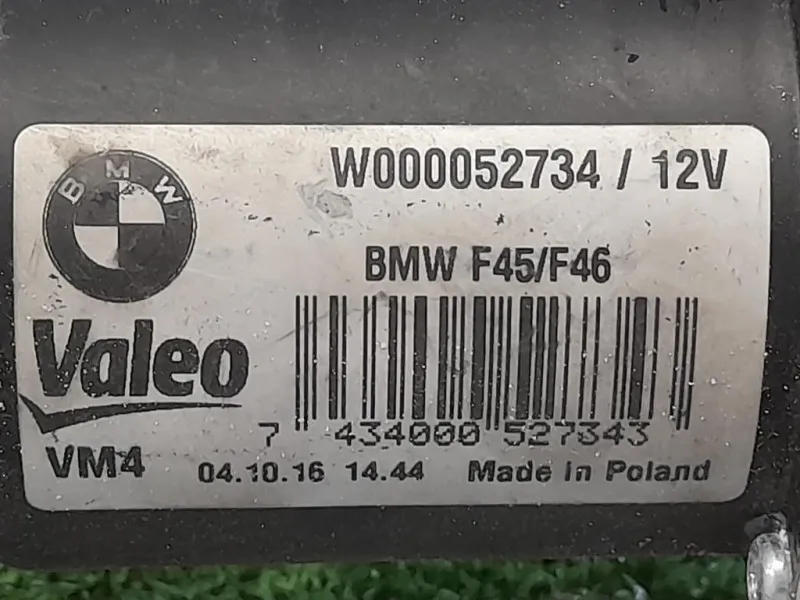 BMW
W000052734 / 12V
BMW F45/F46
Valeo
7 434000 527343
VM4 04.10.16 14.44 Made in Poland